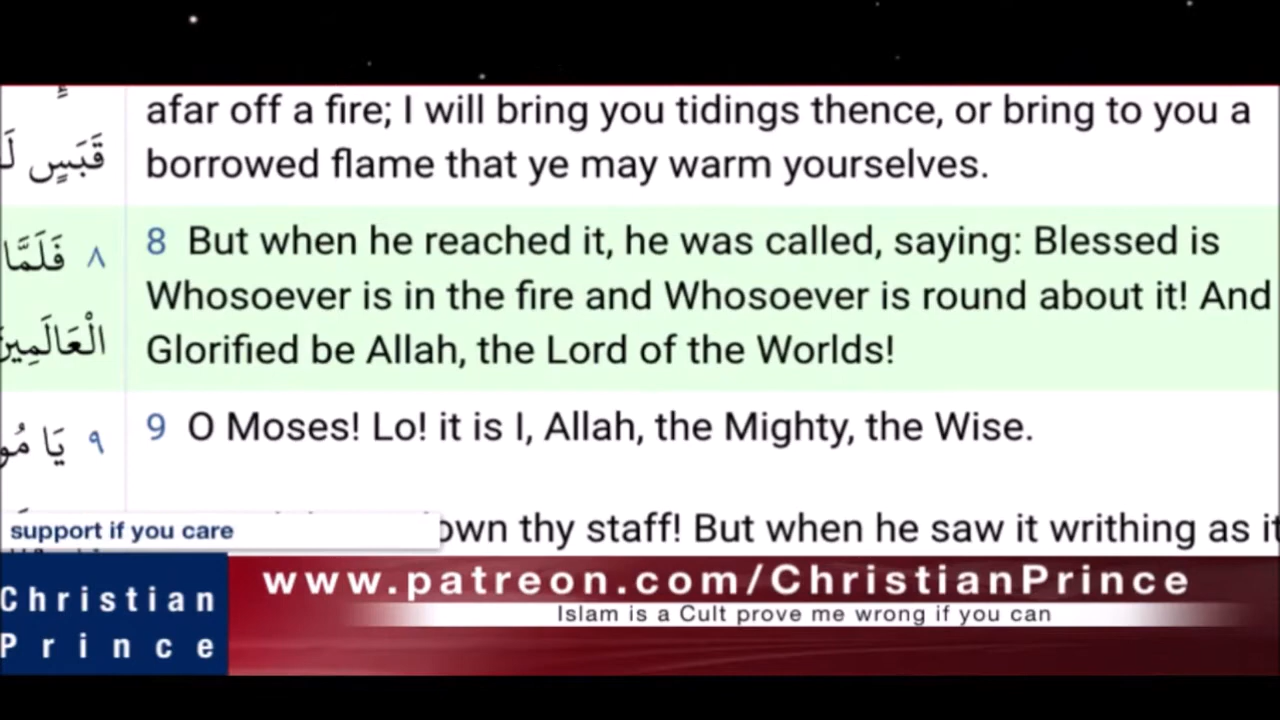 afar off a fire; I will bring you tidings thence, or bring to you a
قَبَسٍ
borrowed flame that ye may warm yourselves.
٨ فَلَمَّا
8 But when he reached it, he was called, saying: Blessed is
Whosoever is in the fire and Whosoever is round about it! And
الْعَالَمِينَ
Glorified be Allah, the Lord of the Worlds!
٩ يَا
9 O Moses! Lo! it is I, Allah, the Mighty, the Wise.
thy staff! But when he saw it writhing as it
support if you care
Christian
Prince
www.patreon.com/ChristianPrince
Islam is a Cult prove me wrong if you can